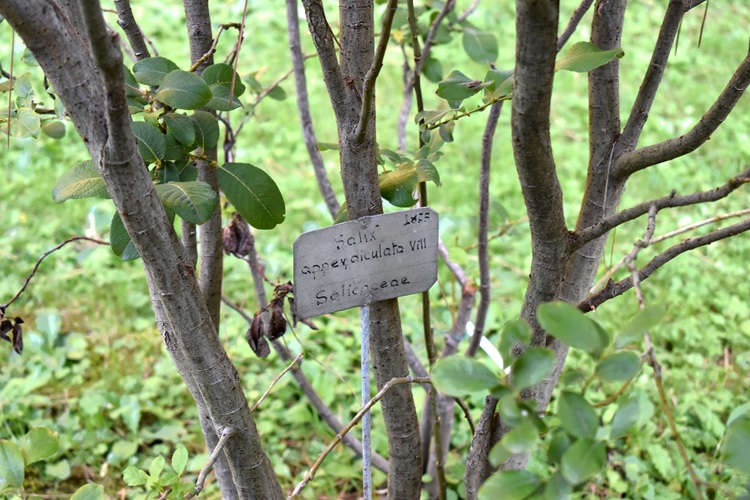 1875
Salix
appendiculata Vill
Salicaceae